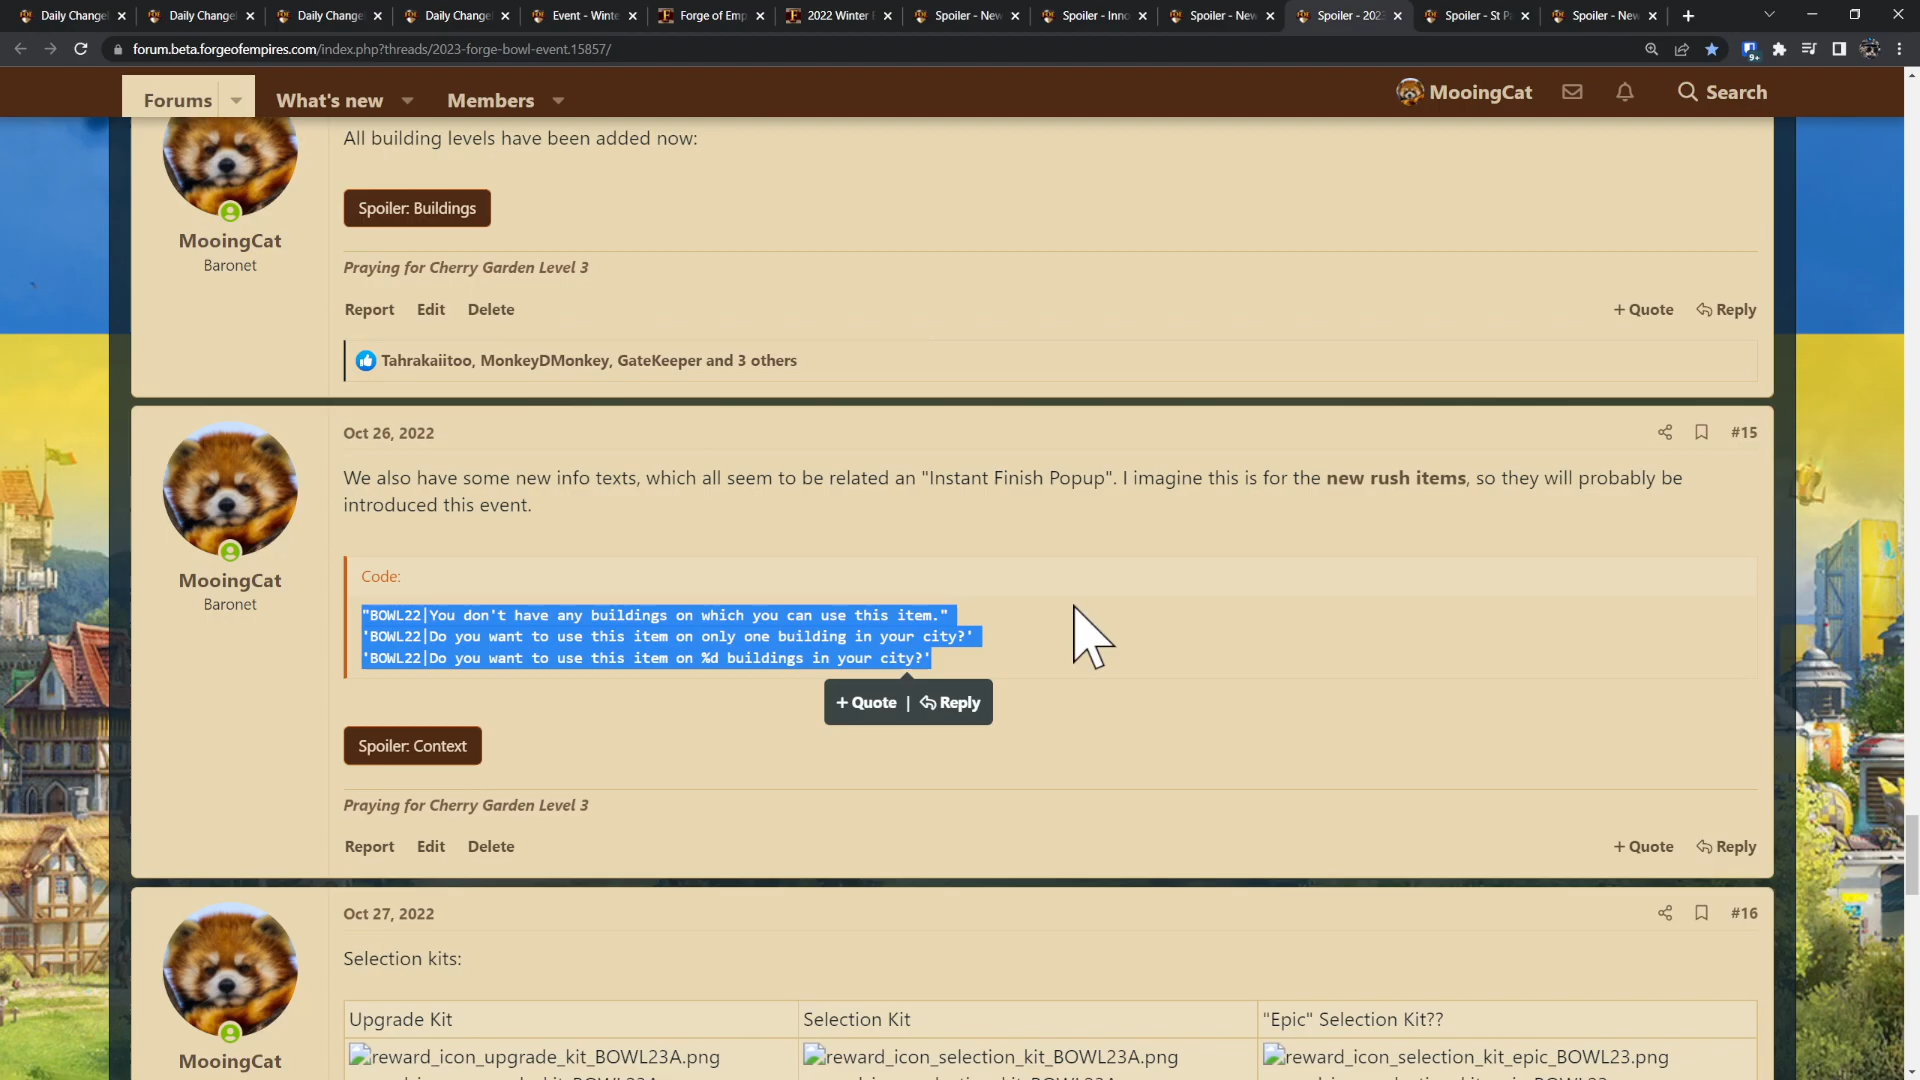 Daily Change
Daily Change
Daily Change
Daily Change
Event - Winte
Forge of Emp
2022 Winter
Spoiler - New
Spoiler - Inno
Spoiler - New
Spoiler - 202
Spoiler - St P
Spoiler - New
forum.beta.forgeofempires.com/index.php?threads/2023-forge-bowl-event.15857/
9+
Forums
What's new
Members
MooingCat
Search
All building levels have been added now:
Spoiler: Buildings
MooingCat
Baronet
Praying for Cherry Garden Level 3
Report Edit Delete
+ Quote Reply
Tahrakaiitoo, MonkeyDMonkey, GateKeeper and 3 others
Oct 26, 2022
#15
We also have some new info texts, which all seem to be related an "Instant Finish Popup". I imagine this is for the new rush items, so they will probably be
introduced this event.
MooingCat
Baronet
Code:
"BOWL22|You don't have any buildings on which you can use this item."
'BOWL22|Do you want to use this item on only one building in your city?'
'BOWL22|Do you want to use this item on %d buildings in your city?'
+ Quote | Reply
Spoiler: Context
Praying for Cherry Garden Level 3
Report Edit Delete
+ Quote Reply
Oct 27, 2022
#16
Selection kits:
MooingCat
Upgrade Kit
Selection Kit
"Epic" Selection Kit??
reward_icon_upgrade_kit_BOWL23A.png
reward_icon_selection_kit_BOWL23A.png
reward_icon_selection_kit_epic_BOWL23.png